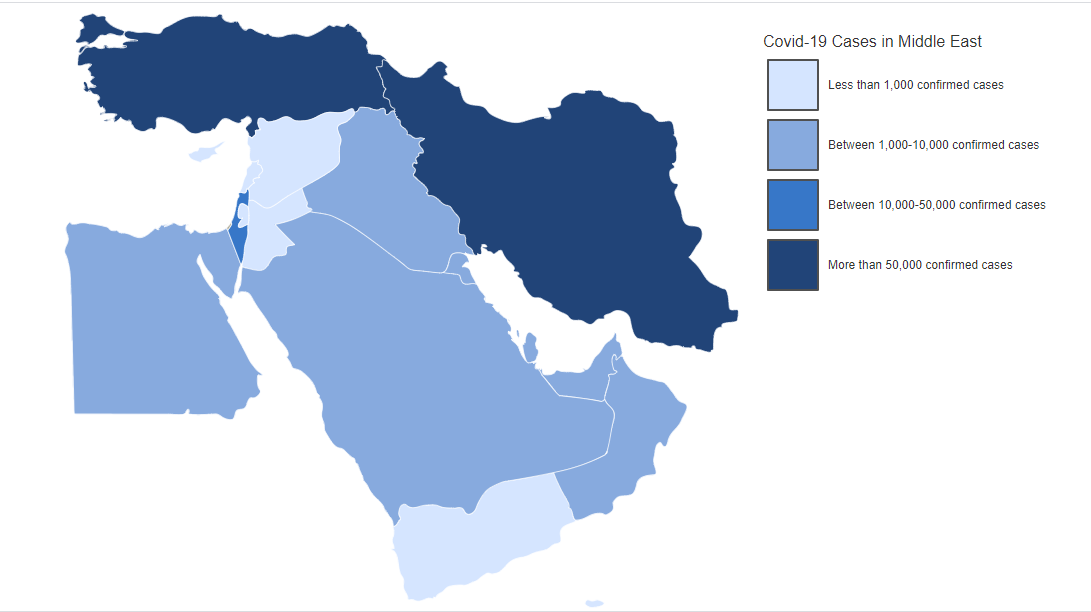 Covid-19 Cases in Middle East
Less than 1,000 confirmed cases
Between 1,000-10,000 confirmed cases
Between 10,000-50,000 confirmed cases
More than 50,000 confirmed cases